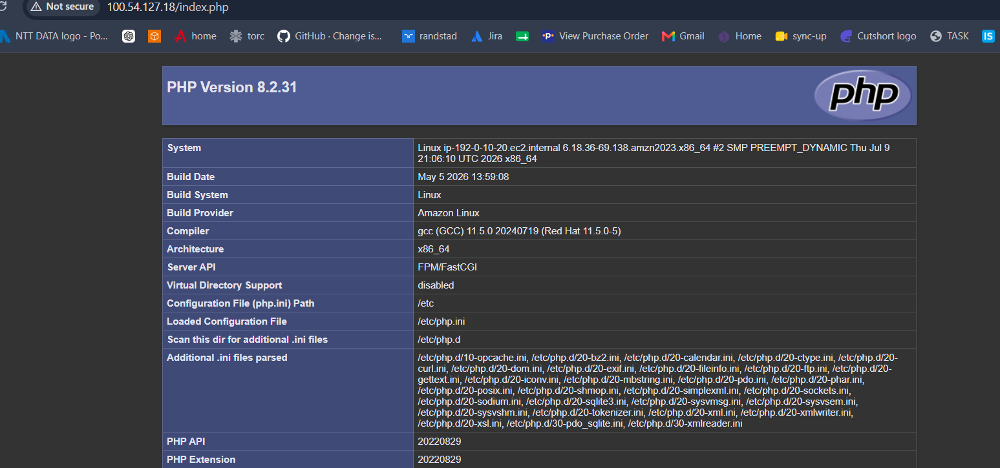 Not secure 100.54.127.18/index.php
NTT DATA logo - Po... home torc GitHub · Change is... randstad Jira View Purchase Order Gmail Home sync-up Cutshort logo TASK IS
PHP Version 8.2.31
php
System Linux ip-192-0-10-20.ec2.internal 6.18.36-69.138.amzn2023.x86_64 #2 SMP PREEMPT_DYNAMIC Thu Jul 9
21:06:10 UTC 2026 x86_64
Build Date May 5 2026 13:59:08
Build System Linux
Build Provider Amazon Linux
Compiler gcc (GCC) 11.5.0 20240719 (Red Hat 11.5.0-5)
Architecture x86_64
Server API FPM/FastCGI
Virtual Directory Support disabled
Configuration File (php.ini) Path /etc
Loaded Configuration File /etc/php.ini
Scan this dir for additional .ini files /etc/php.d
Additional .ini files parsed /etc/php.d/10-opcache.ini, /etc/php.d/20-bz2.ini, /etc/php.d/20-calendar.ini, /etc/php.d/20-ctype.ini, /etc/php.d/20-
curl.ini, /etc/php.d/20-dom.ini, /etc/php.d/20-exif.ini, /etc/php.d/20-fileinfo.ini, /etc/php.d/20-ftp.ini, /etc/php.d/20-
gettext.ini, /etc/php.d/20-iconv.ini, /etc/php.d/20-mbstring.ini, /etc/php.d/20-pdo.ini, /etc/php.d/20-phar.ini,
/etc/php.d/20-posix.ini, /etc/php.d/20-shmop.ini, /etc/php.d/20-simplexml.ini, /etc/php.d/20-sockets.ini,
/etc/php.d/20-sodium.ini, /etc/php.d/20-sqlite3.ini, /etc/php.d/20-sysvmsg.ini, /etc/php.d/20-sysvsem.ini,
/etc/php.d/20-sysvshm.ini, /etc/php.d/20-tokenizer.ini, /etc/php.d/20-xml.ini, /etc/php.d/20-xmlwriter.ini,
/etc/php.d/20-xsl.ini, /etc/php.d/30-pdo_sqlite.ini, /etc/php.d/30-xmlreader.ini
PHP API 20220829
PHP Extension 20220829